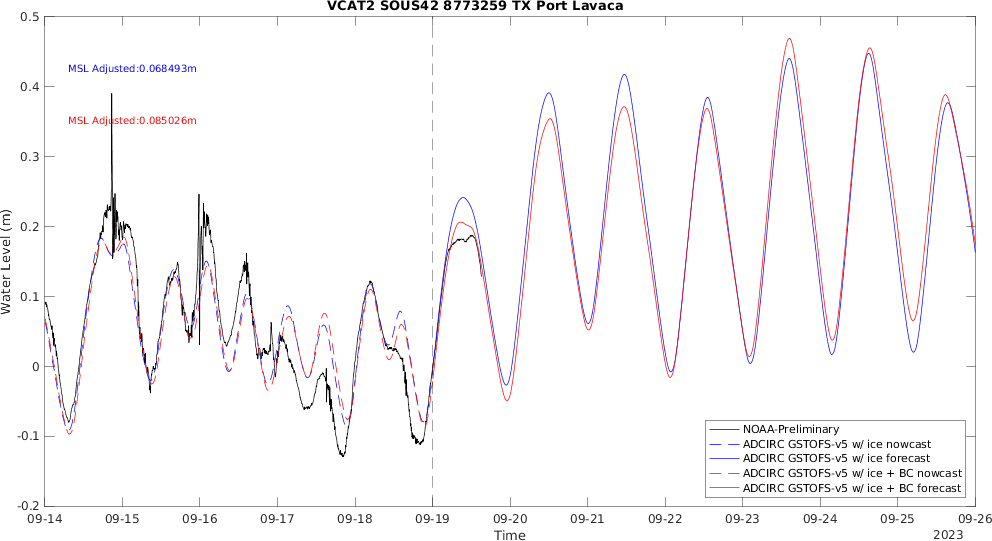 VCAT2 SOUS42 8773259 TX Port Lavaca
0.5
0.4
0.3
0.2
0.1
0
-0.1
-0.2
Water Level (m)
MSL Adjusted:0.068493m
MSL Adjusted:0.085026m
NOAA-Preliminary
ADCIRC GSTOFS-v5 w/ ice nowcast
ADCIRC GSTOFS-v5 w/ ice forecast
ADCIRC GSTOFS-v5 w/ ice + BC nowcast
ADCIRC GSTOFS-v5 w/ ice + BC forecast
09-14 09-15 09-16 09-17 09-18 09-19 09-20 09-21 09-22 09-23 09-24 09-25 09-26
Time
2023